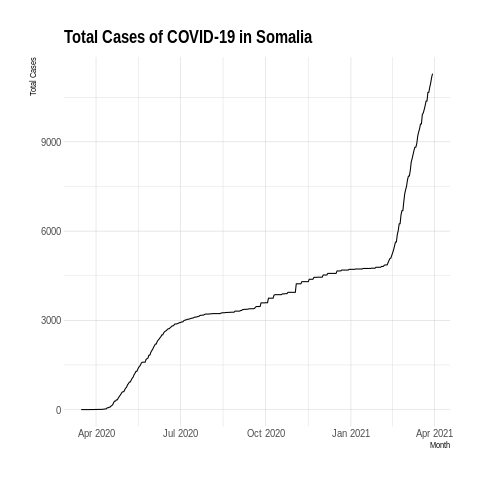 Total Cases of COVID-19 in Somalia
Total Cases
9000
6000
3000
0
Apr 2020 Jul 2020 Oct 2020 Jan 2021 Apr 2021
Month